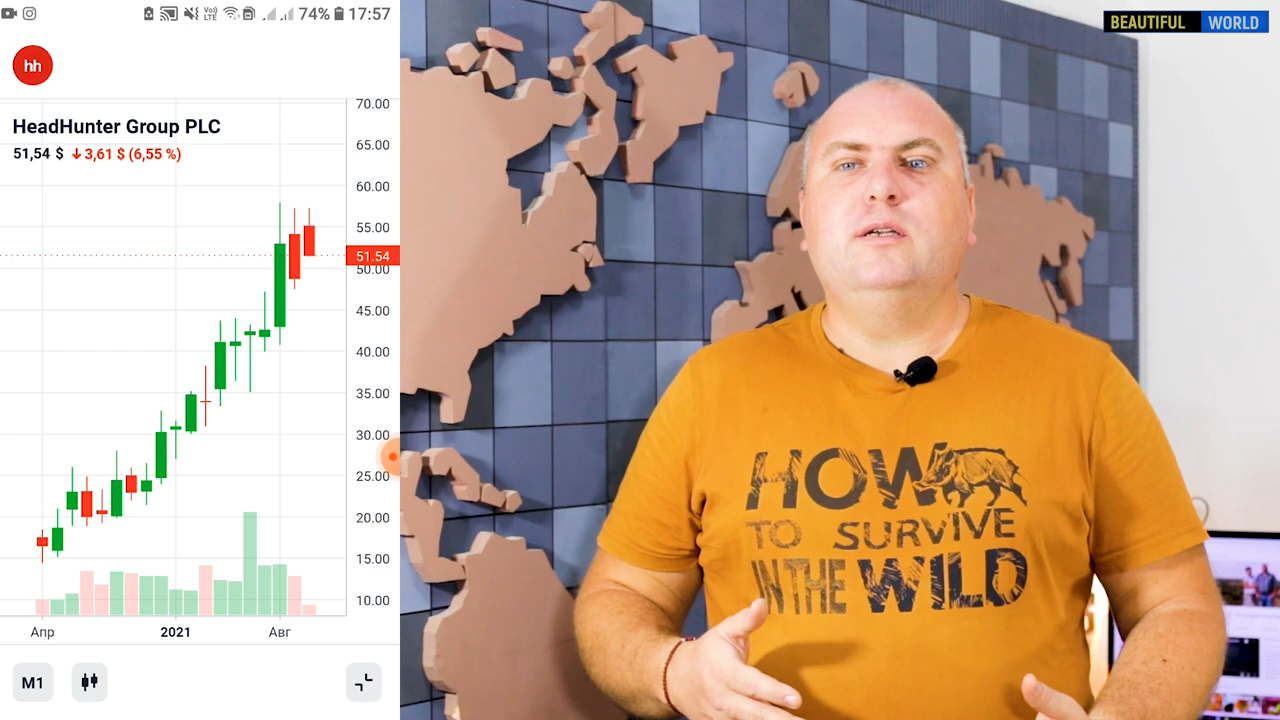 Vo))
LTE
74%
17:57
hh
HeadHunter Group PLC
51,54 $ ↓ 3,61 $ (6,55 %)
70.00
65.00
60.00
55.00
51.54
50.00
45.00
40.00
35.00
30.00
25.00
20.00
15.00
10.00
Апр 2021 Авг
M1
BEAUTIFUL WORLD
HOW
TO SURVIVE
IN THE WILD